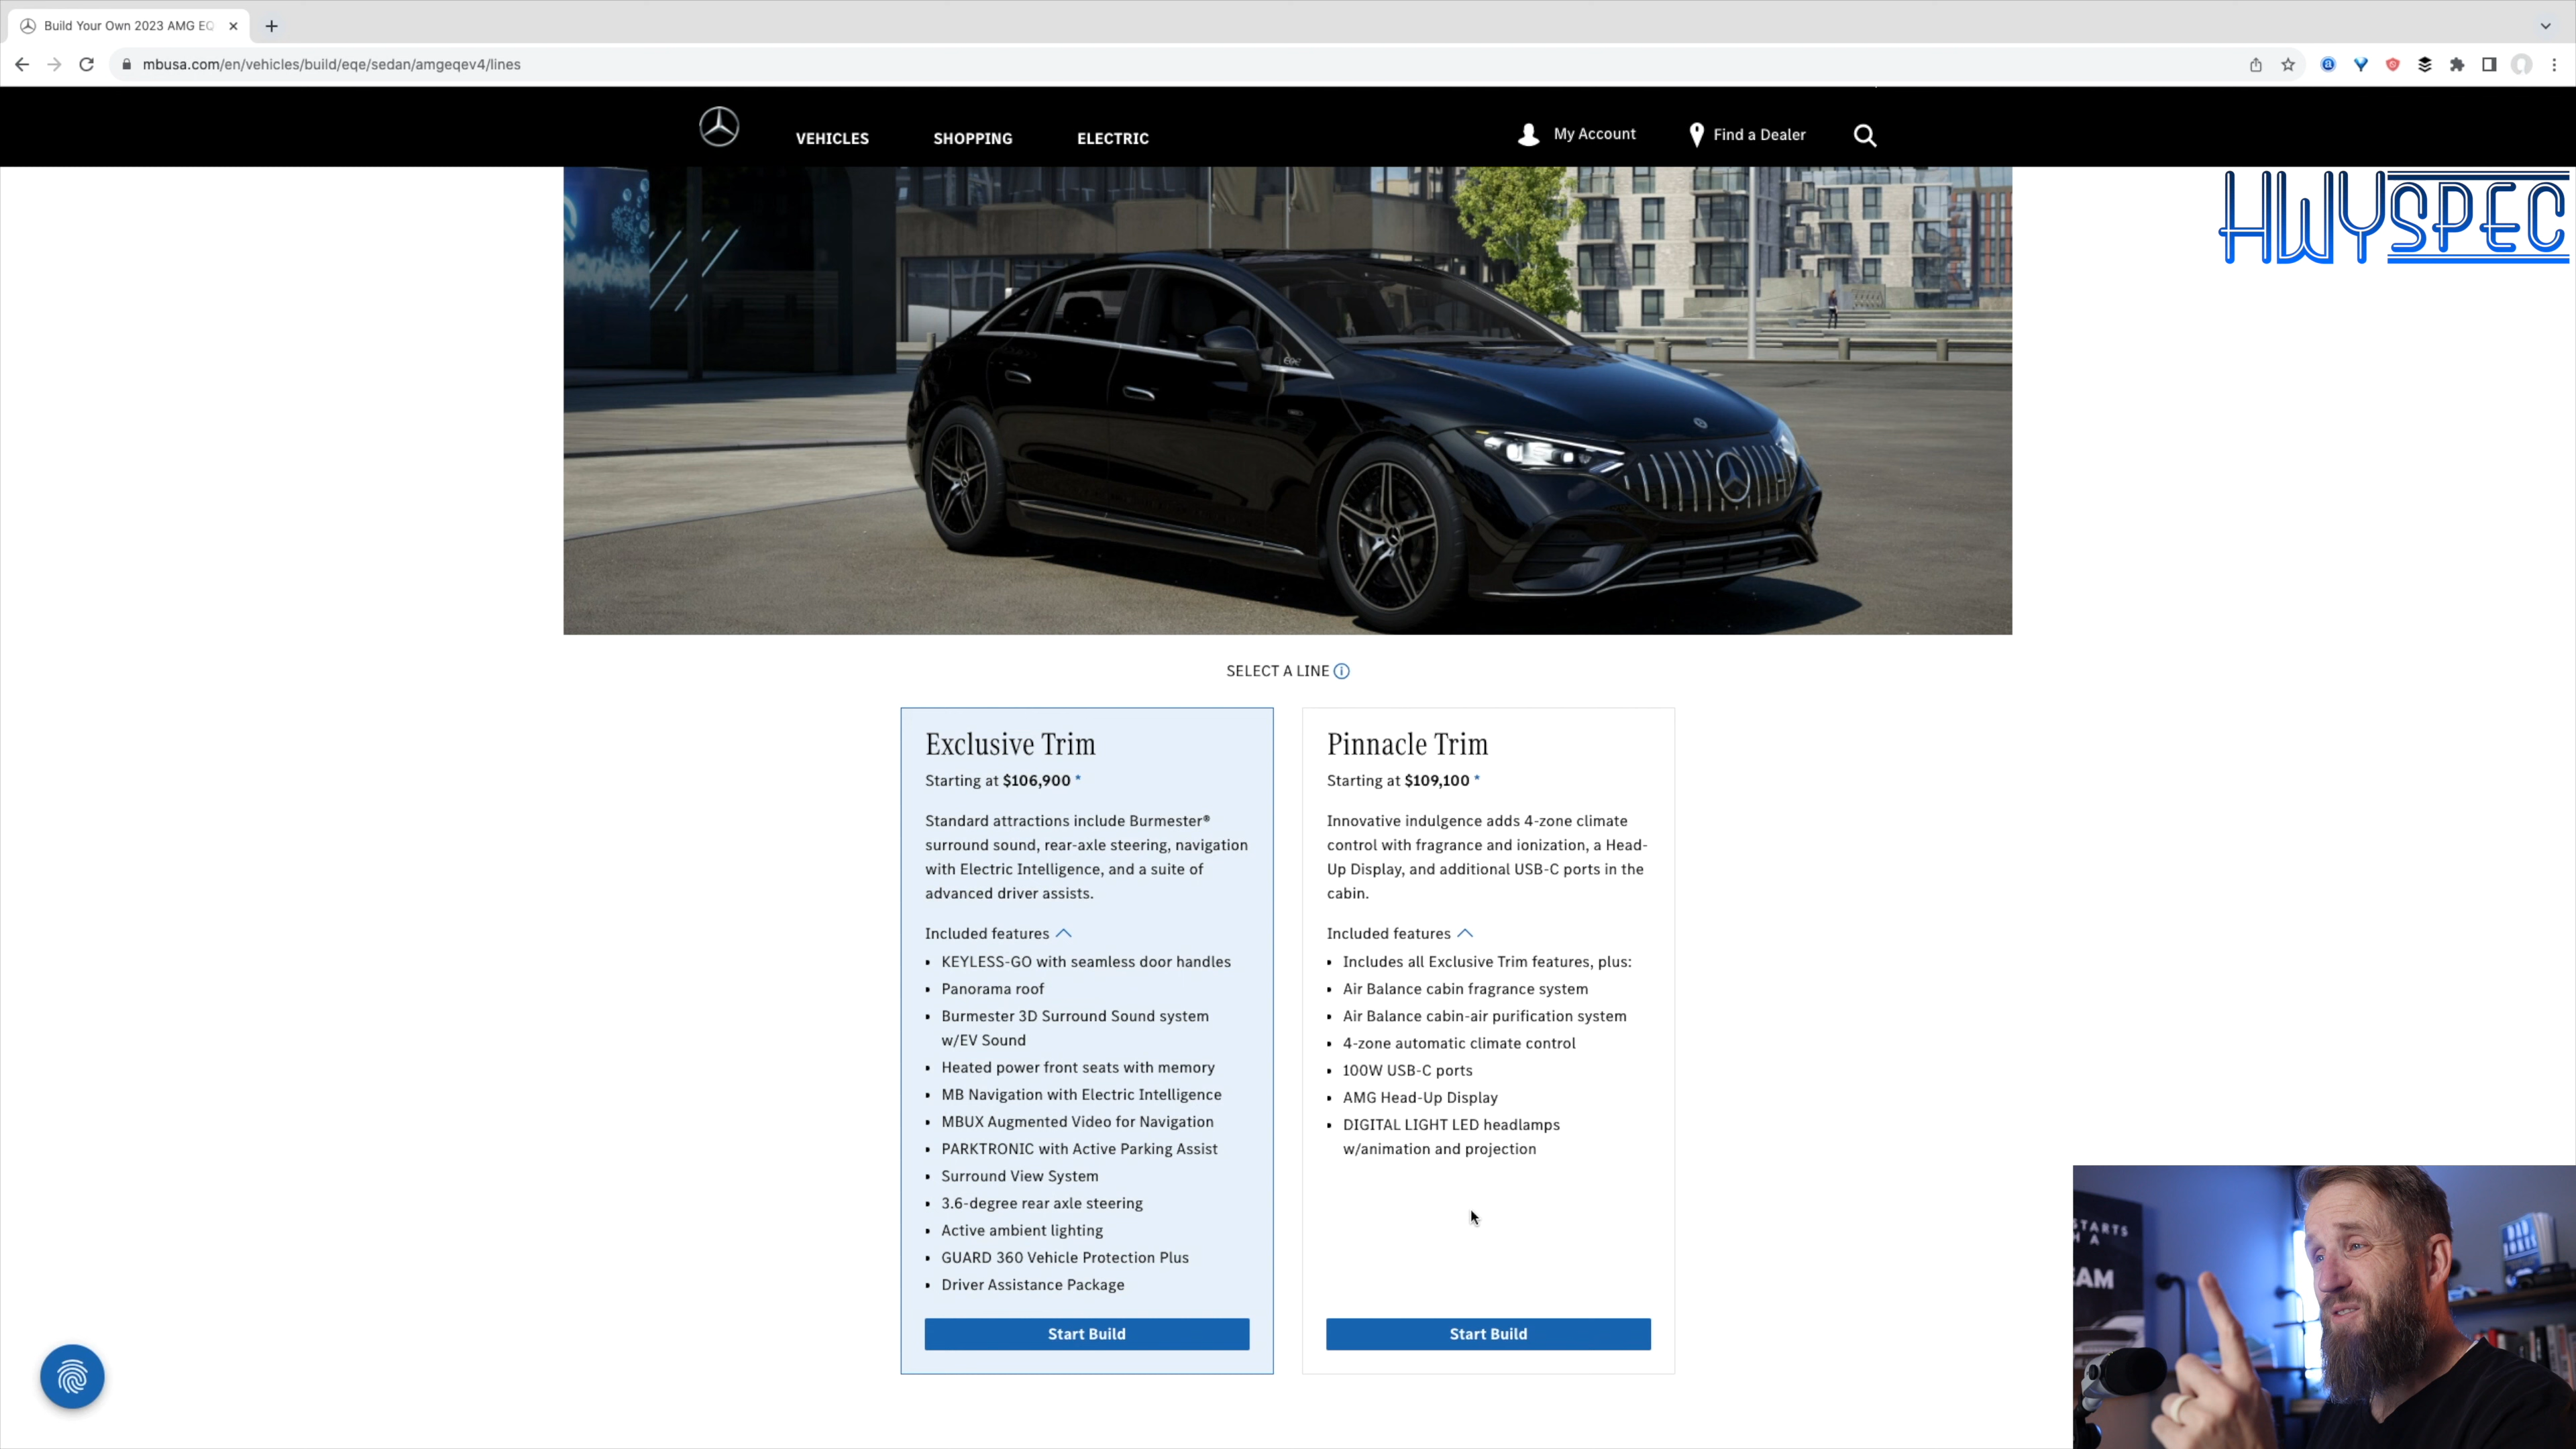 Build Your Own 2023 AMG EQ
mbusa.com/en/vehicles/build/eqe/sedan/amgeqev4/lines
VEHICLES
SHOPPING
ELECTRIC
My Account
Find a Dealer
HWYSPEC
SELECT A LINE
Exclusive Trim
Starting at $106,900 *
Standard attractions include Burmester®
surround sound, rear-axle steering, navigation
with Electric Intelligence, and a suite of
advanced driver assists.
Included features
• KEYLESS-GO with seamless door handles
• Panorama roof
• Burmester 3D Surround Sound system
w/EV Sound
• Heated power front seats with memory
• MB Navigation with Electric Intelligence
• MBUX Augmented Video for Navigation
• PARKTRONIC with Active Parking Assist
• Surround View System
• 3.6-degree rear axle steering
• Active ambient lighting
• GUARD 360 Vehicle Protection Plus
• Driver Assistance Package
Start Build
Pinnacle Trim
Starting at $109,100 *
Innovative indulgence adds 4-zone climate
control with fragrance and ionization, a Head-
Up Display, and additional USB-C ports in the
cabin.
Included features
• Includes all Exclusive Trim features, plus:
• Air Balance cabin fragrance system
• Air Balance cabin-air purification system
• 4-zone automatic climate control
• 100W USB-C ports
• AMG Head-Up Display
• DIGITAL LIGHT LED headlamps
w/animation and projection
Start Build
STARTS
H A
EAM